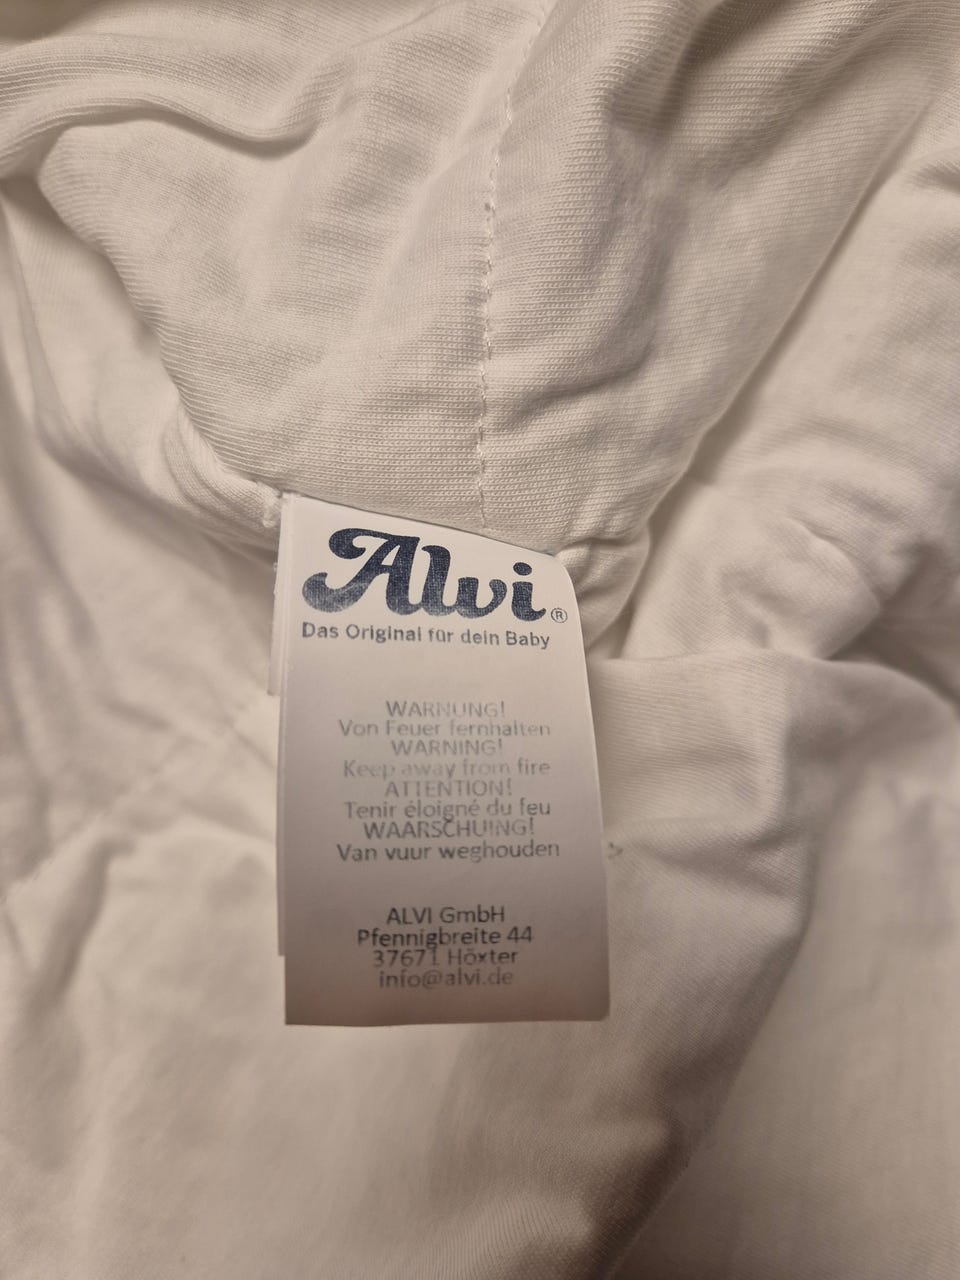 Alvi®
Das Original für dein Baby
WARNUNG!
Von Feuer fernhalten
WARNING!
Keep away from fire
ATTENTION!
Tenir éloigné du feu
WAARSCHUING!
Van vuur weghouden
ALVI GmbH
Pfennigbreite 44
37671 Höxter
info@alvi.de